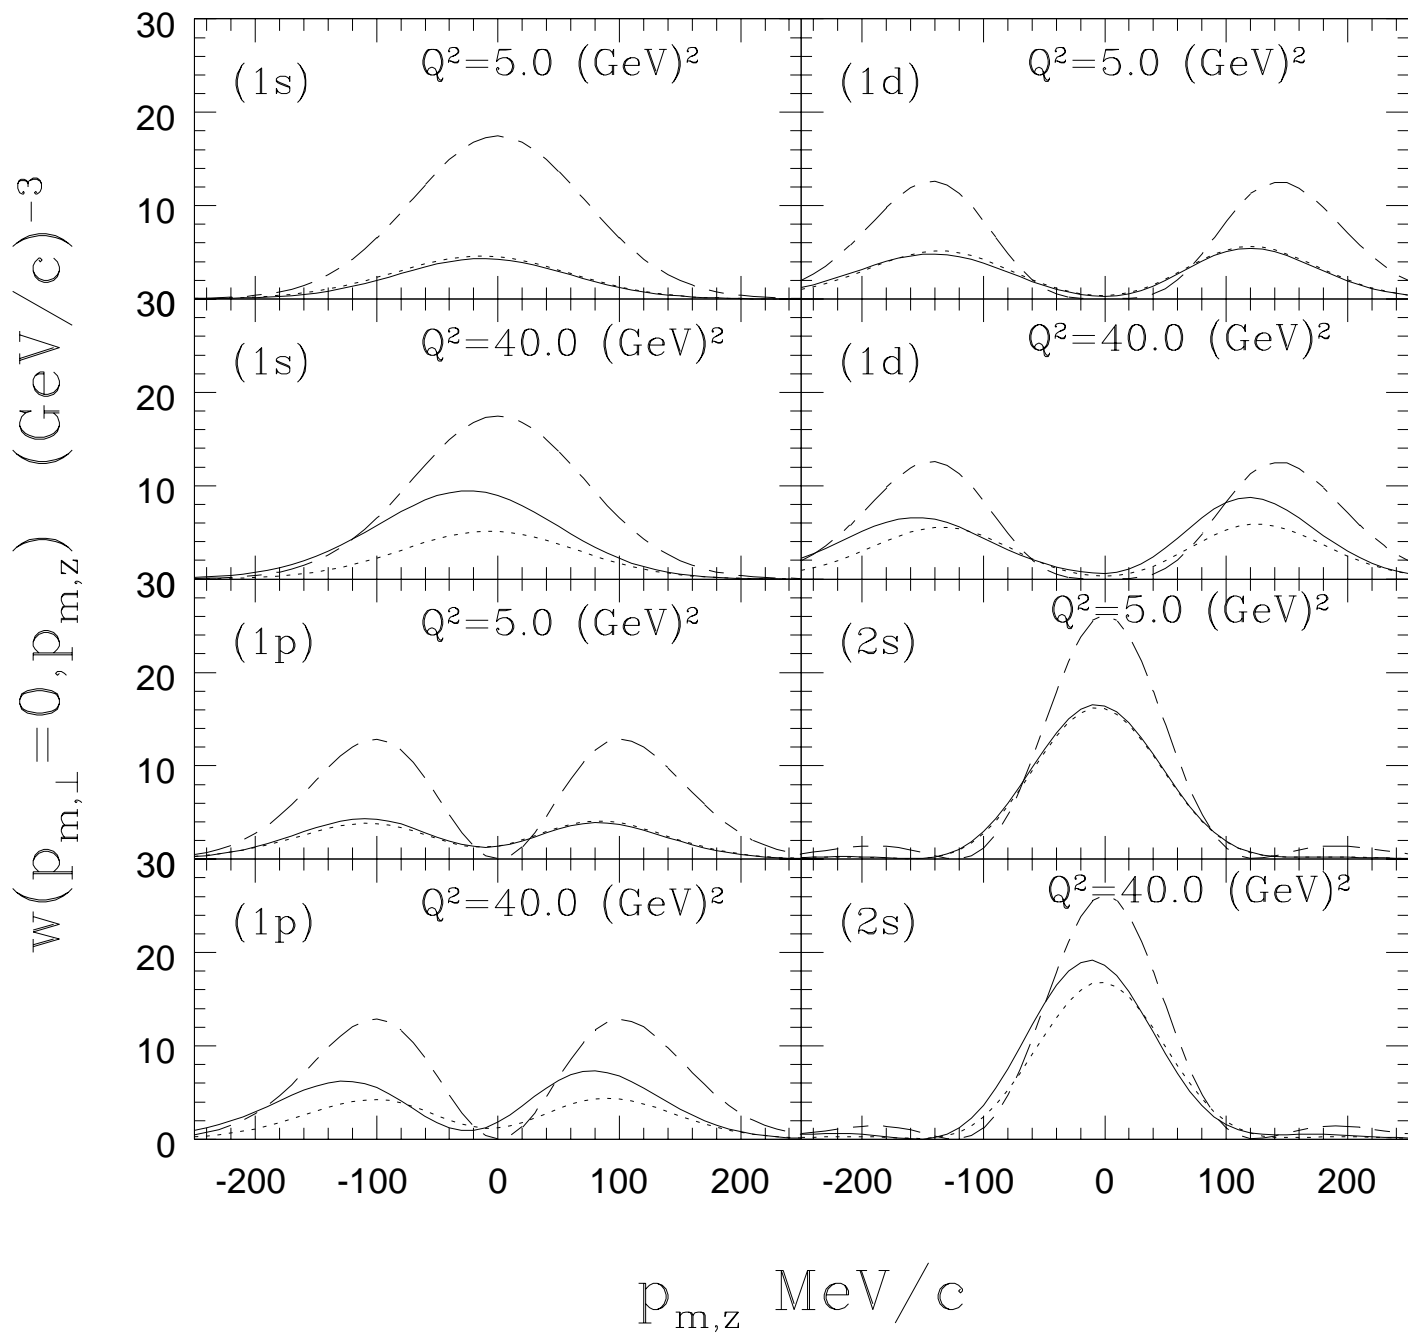 w(p_{m,⊥}=0,p_{m,z}) (GeV/c)^{-3}
30
20
10
(1s)
Q²=5.0 (GeV)²
(1d)
Q²=5.0 (GeV)²
30
20
10
(1s)
Q²=40.0 (GeV)²
(1d)
Q²=40.0 (GeV)²
30
20
10
(1p)
Q²=5.0 (GeV)²
(2s)
Q²=5.0 (GeV)²
30
20
10
0
(1p)
Q²=40.0 (GeV)²
(2s)
Q²=40.0 (GeV)²
-200 -100 0 100 200 -200 -100 0 100 200
p_{m,z} MeV/c